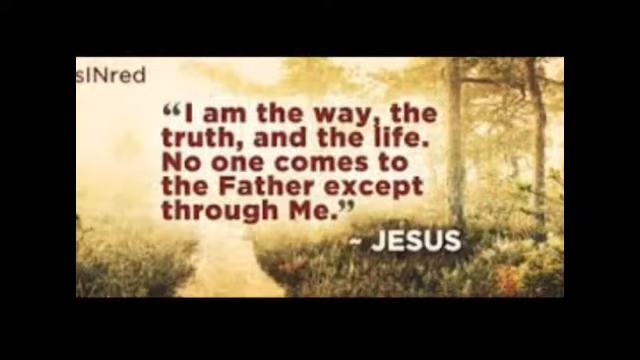 sINred
“I am the way, the
truth, and the life.
No one comes to
the Father except
through Me.”
~ JESUS